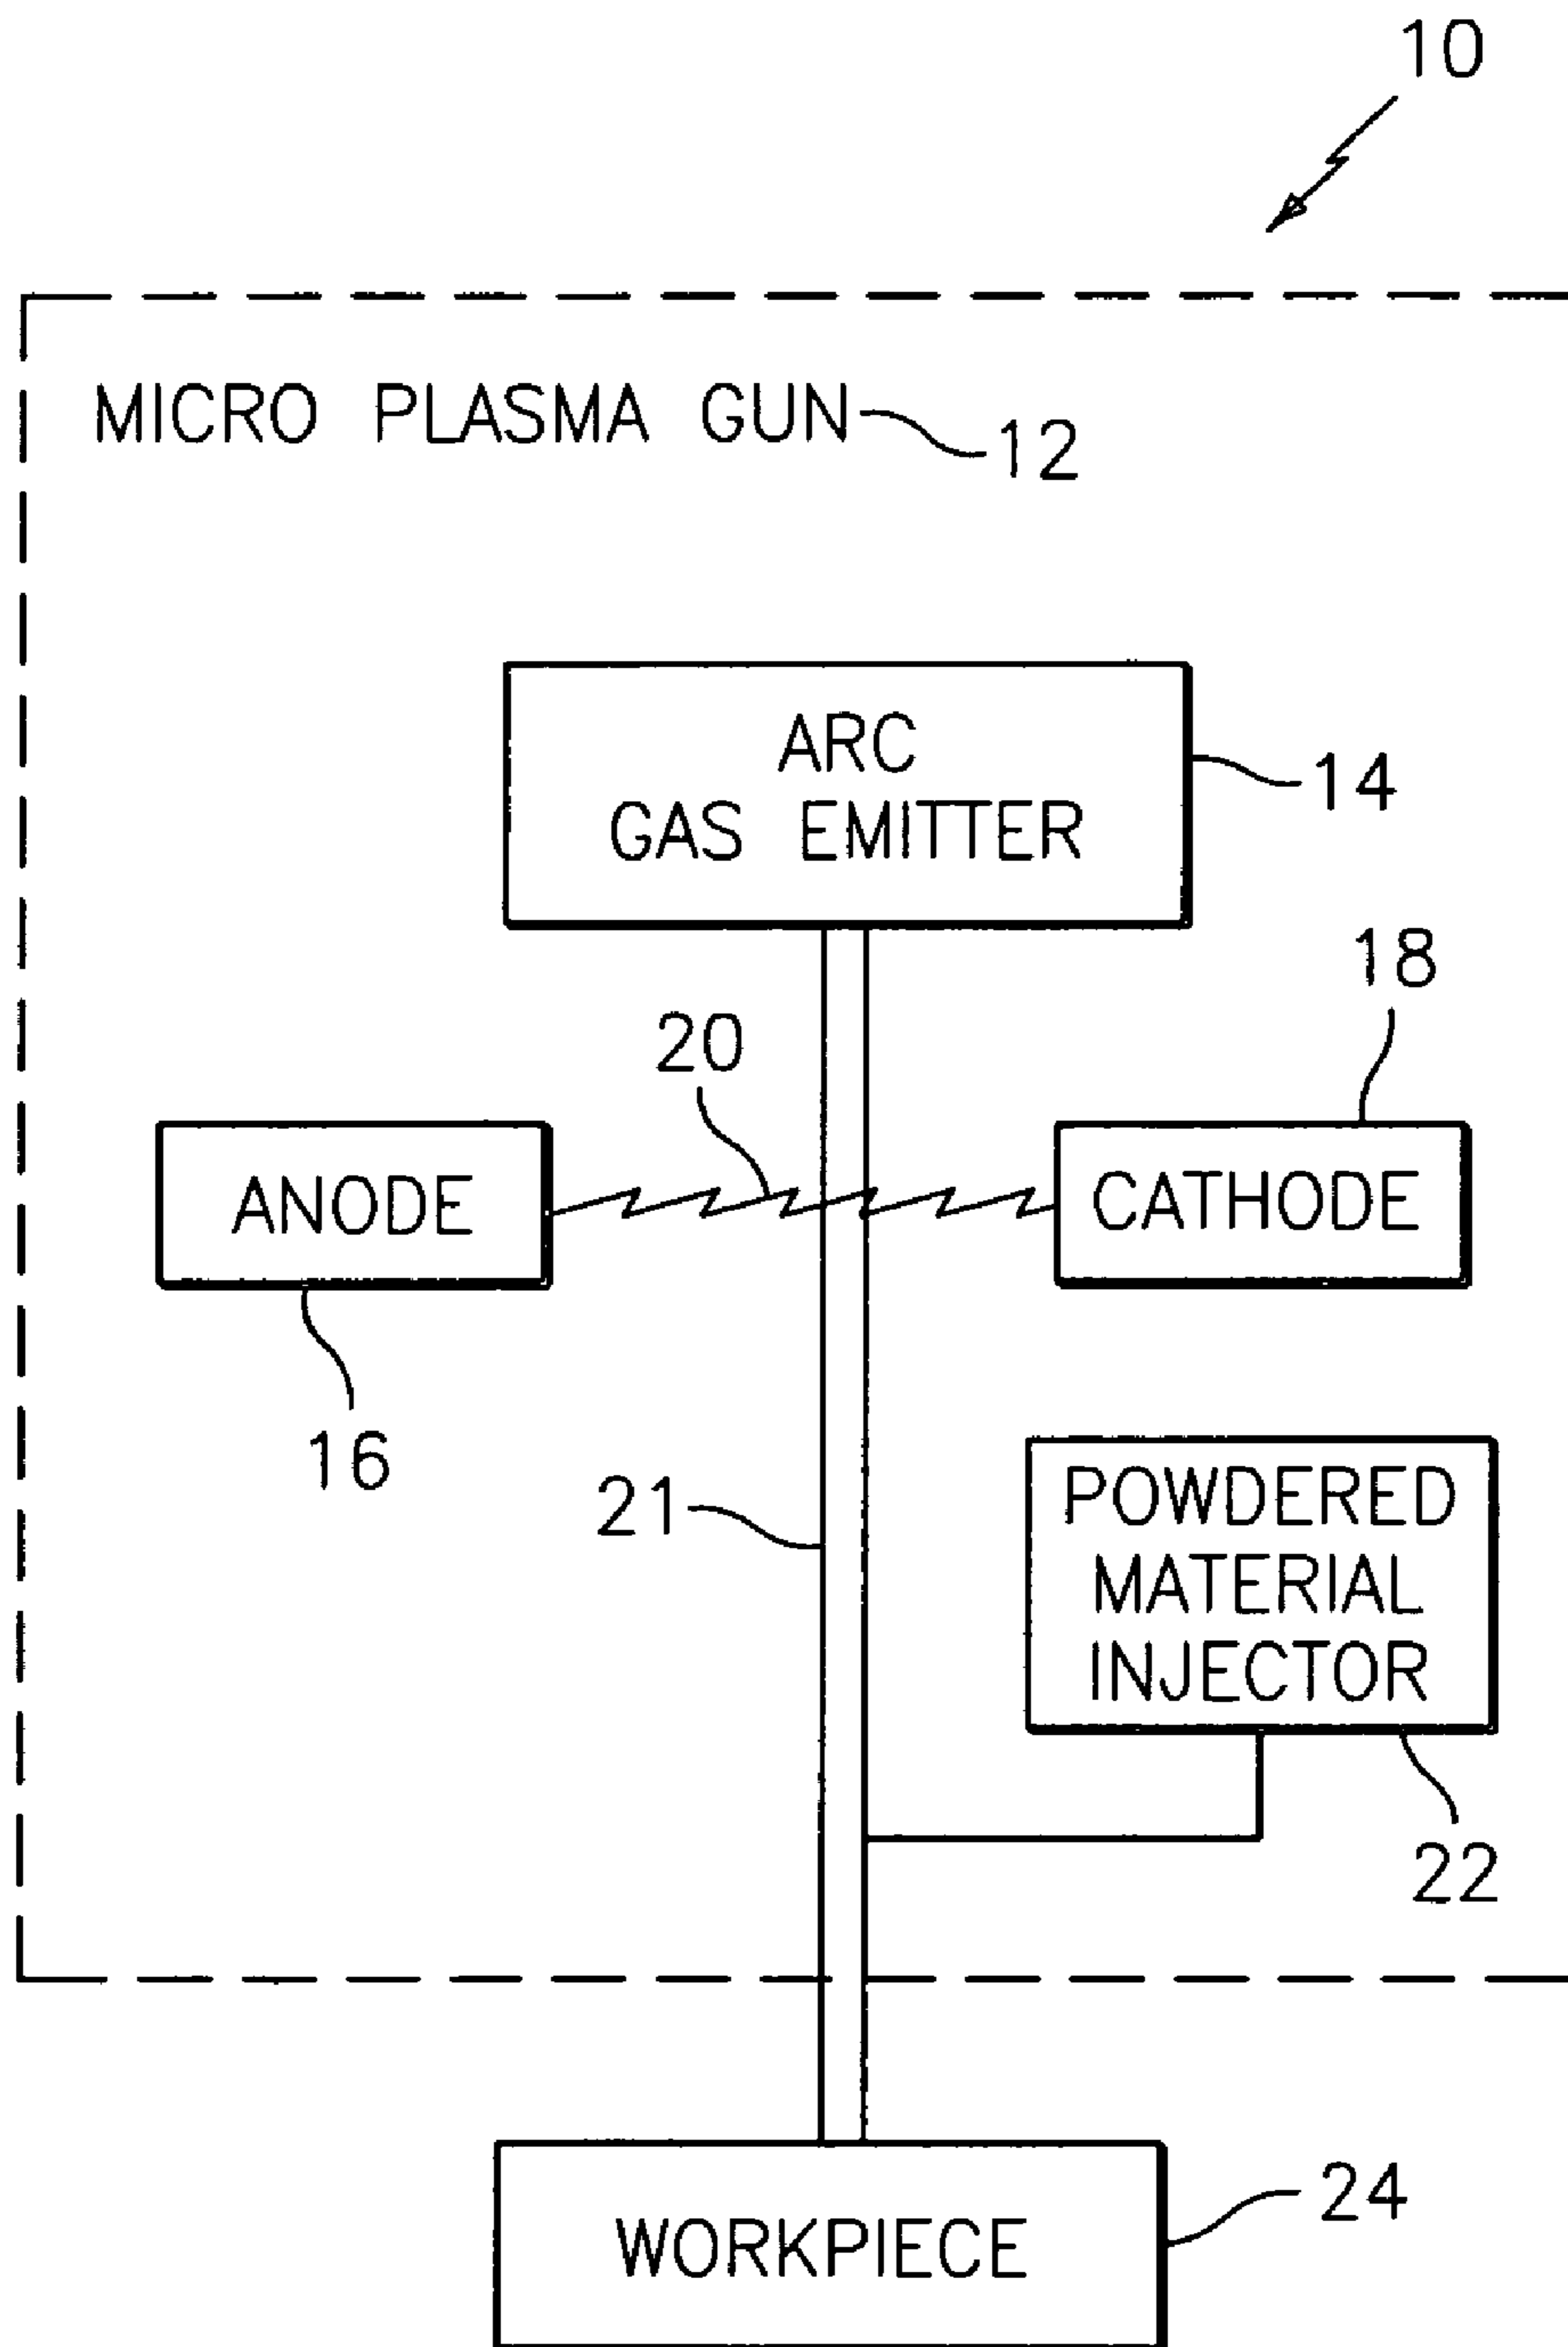 10
MICRO PLASMA GUN 12
ARC
GAS EMITTER
14
18
20
ANODE
CATHODE
16
21
POWDERED
MATERIAL
INJECTOR
22
WORKPIECE
24